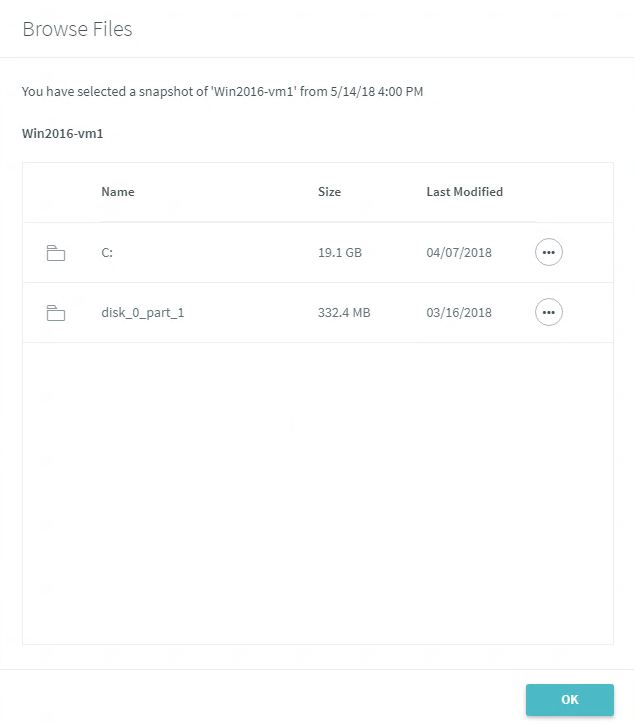 Browse Files
You have selected a snapshot of 'Win2016-vm1' from 5/14/18 4:00 PM
Win2016-vm1
Name Size Last Modified
C: 19.1 GB 04/07/2018
disk_0_part_1 332.4 MB 03/16/2018
OK